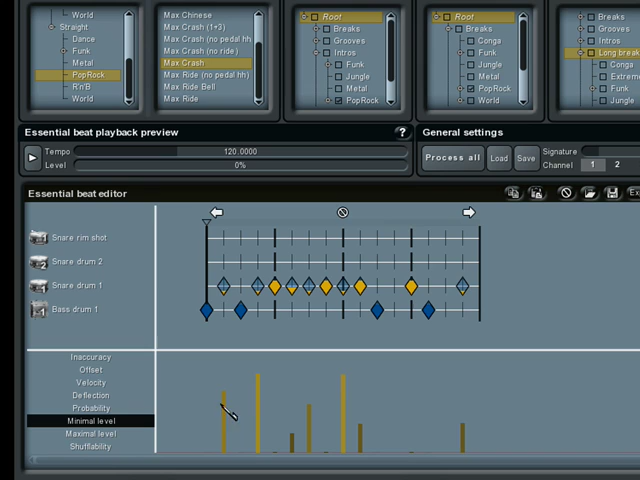 World
Straight
Dance
Funk
Metal
PopRock
R'n'B
World
Max Chinese
Max Crash (1+3)
Max Crash (no pedal hh)
Max Crash (no ride)
Max Crash
Max Ride (no pedal hh)
Max Ride Bell
Max Ride
Root
Breaks
Grooves
Intros
Funk
Jungle
Metal
PopRock
Root
Breaks
Conga
Funk
Jungle
Metal
PopRock
World
Breaks
Grooves
Intros
Long break
Conga
Extrem
Funk
Jungle
Essential beat playback preview ?
Tempo 120.0000
Level 0%
General settings
Process all Load Save
Signature
Channel 1 2
Essential beat editor
Snare rim shot
Snare drum 2
Snare drum 1
Bass drum 1
Inaccuracy
Offset
Velocity
Deflection
Probability
Minimal level
Maximal level
Shufflability